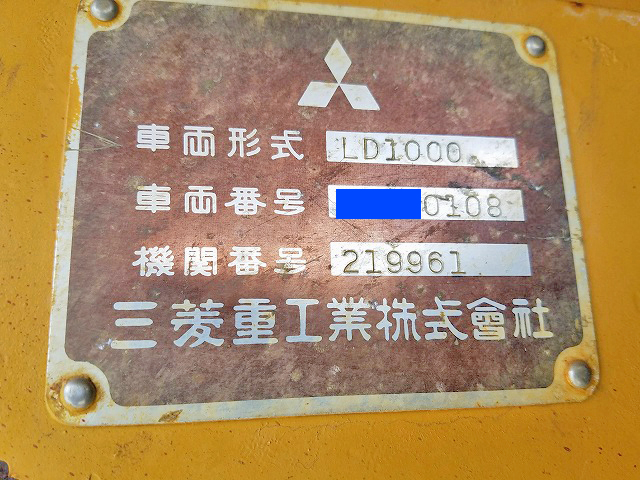 車両形式 LD1000
車両番号 0108
機関番号 219961
三菱重工業株式會社